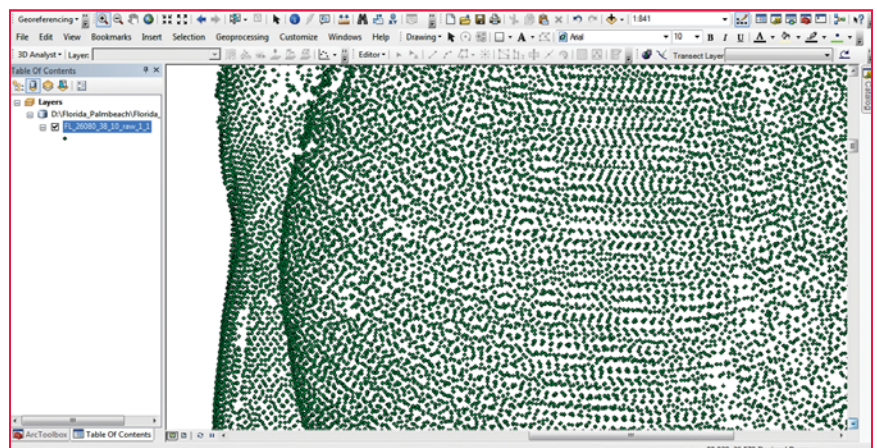 Georeferencing 1:841
File Edit View Bookmarks Insert Selection Geoprocessing Customize Windows Help Drawing A Arial 10 B I U A
3D Analyst Layer: Editor Transect Layer
Table Of Contents
Catalog
Layers
D:\Florida_Palmbeach\Florida_
FL_26080_38_10_raw_1_1
ArcToolbox Table Of Contents